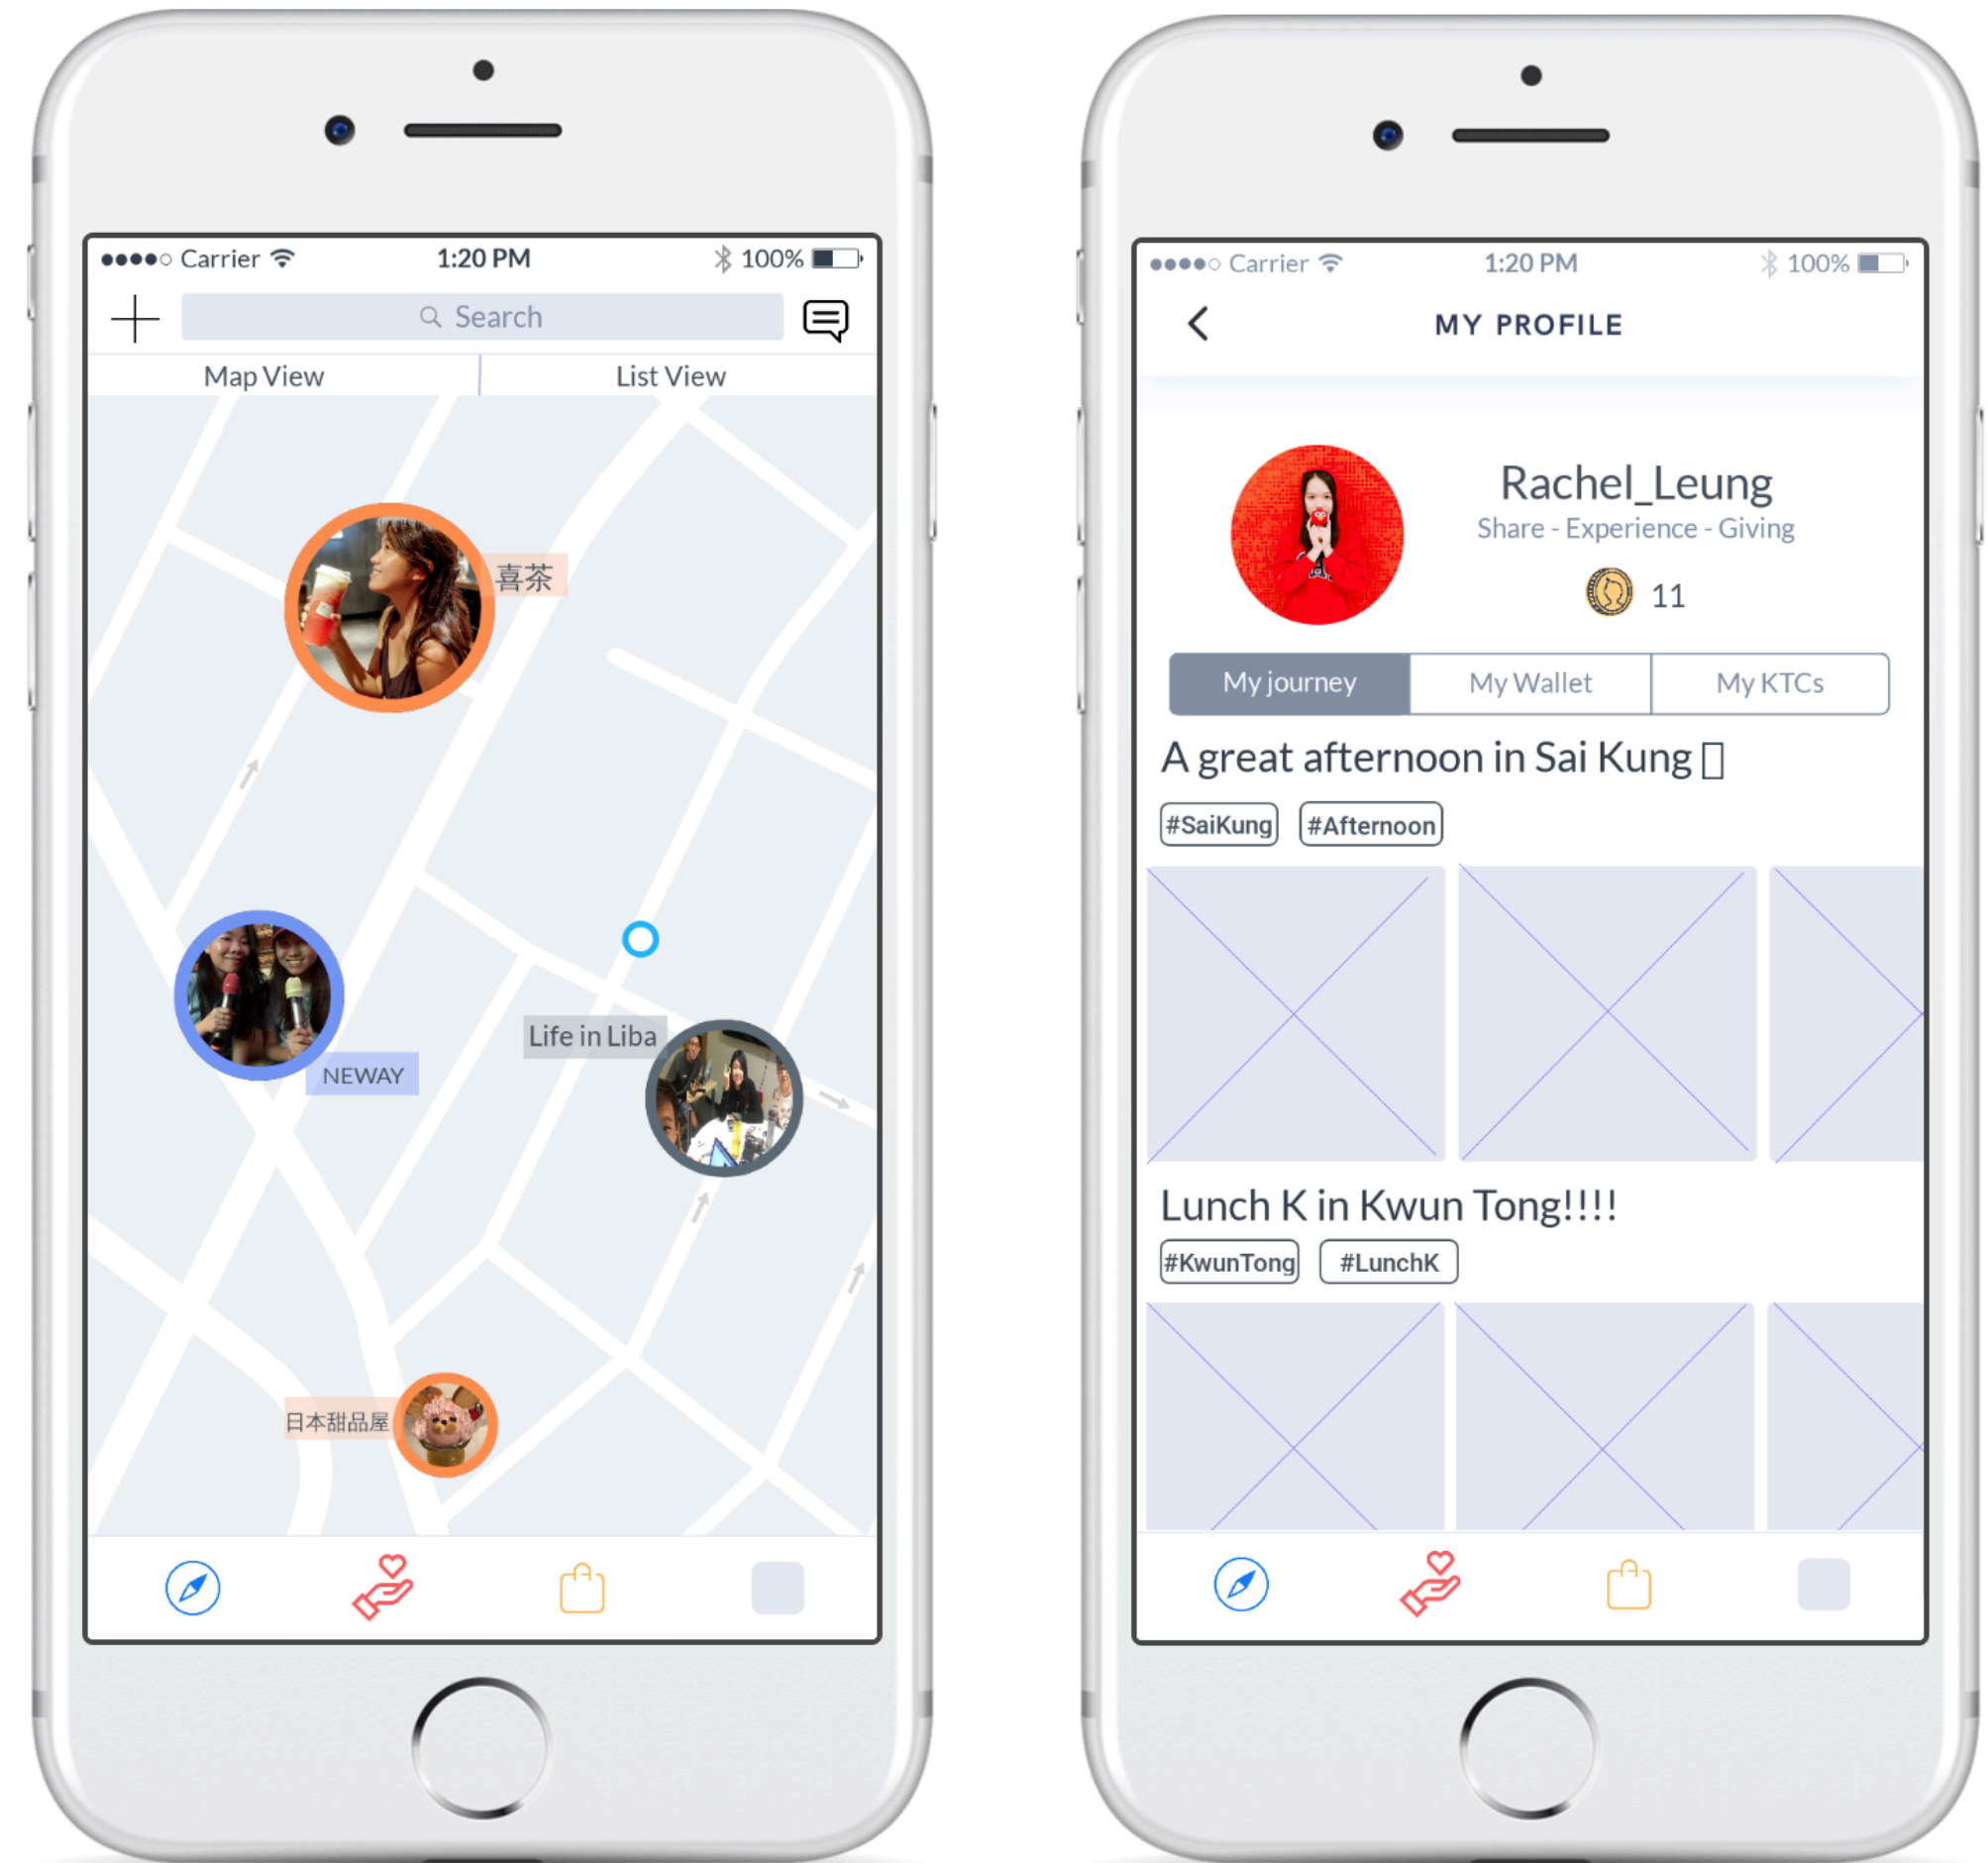 Carrier 1:20 PM 100%
Search
Map View List View
喜茶
Life in Liba
NEWAY
日本甜品屋
Carrier 1:20 PM 100%
MY PROFILE
Rachel_Leung
Share - Experience - Giving
11
My journey My Wallet My KTCs
A great afternoon in Sai Kung
#SaiKung #Afternoon
Lunch K in Kwun Tong!!!!
#KwunTong #LunchK